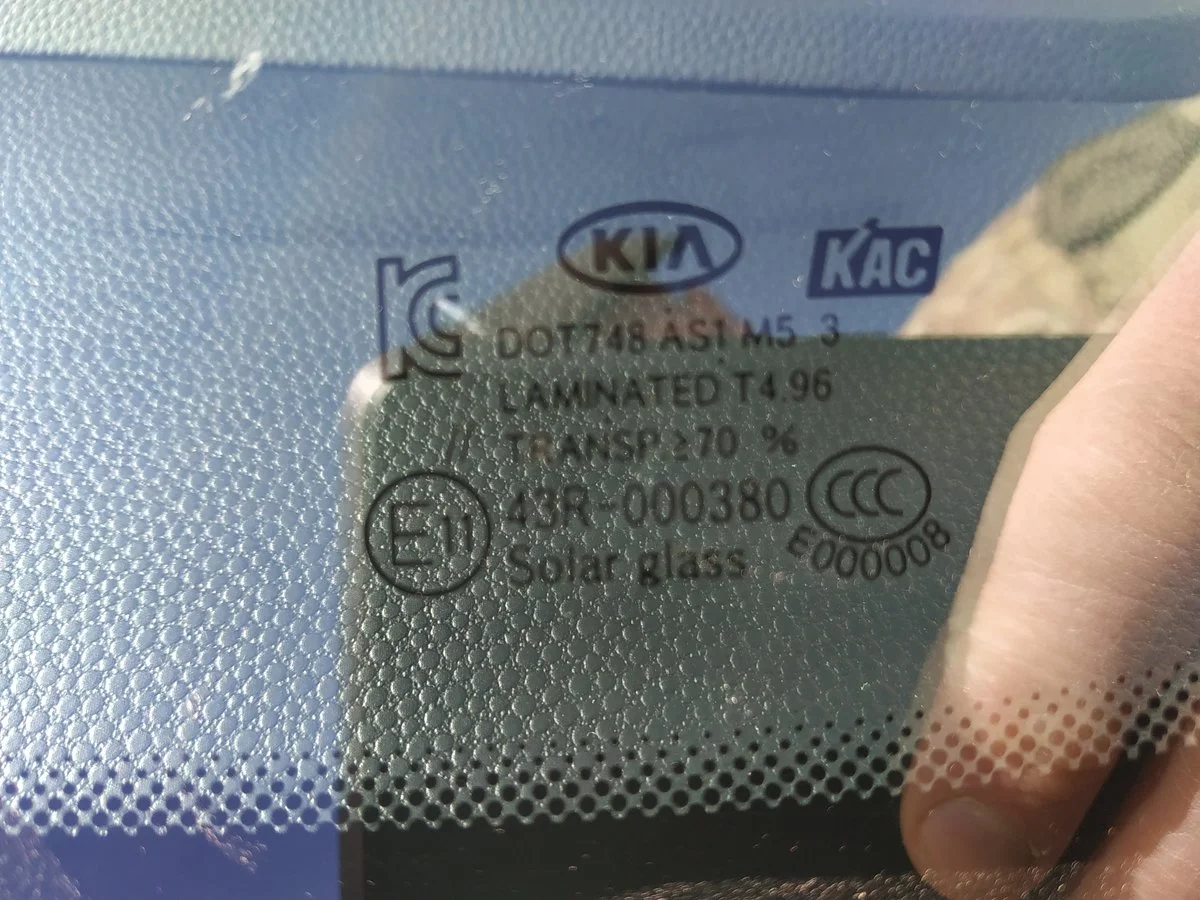 KIA
KAC
DOT748 AS1 M5 3
LAMINATED T4.96
// TRANSP.≥70 %
E11 43R-000380 CCC
Solar glass E000008